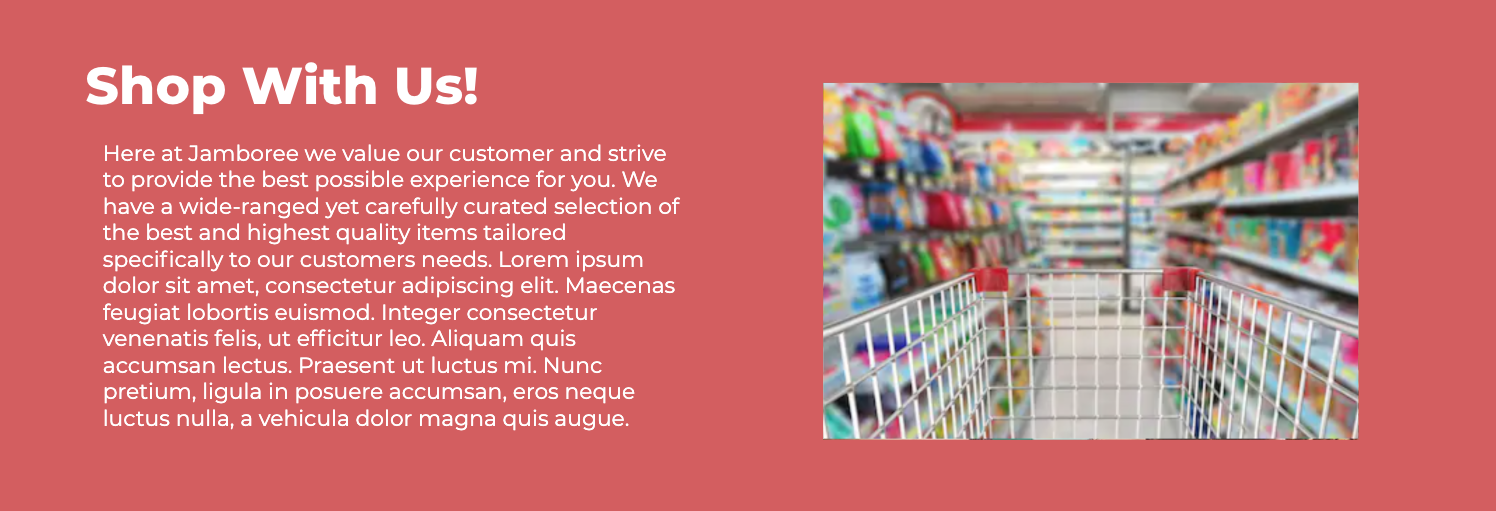 Shop With Us!
Here at Jamboree we value our customer and strive
to provide the best possible experience for you. We
have a wide-ranged yet carefully curated selection of
the best and highest quality items tailored
specifically to our customers needs. Lorem ipsum
dolor sit amet, consectetur adipiscing elit. Maecenas
feugiat lobortis euismod. Integer consectetur
venenatis felis, ut efficitur leo. Aliquam quis
accumsan lectus. Praesent ut luctus mi. Nunc
pretium, ligula in posuere accumsan, eros neque
luctus nulla, a vehicula dolor magna quis augue.